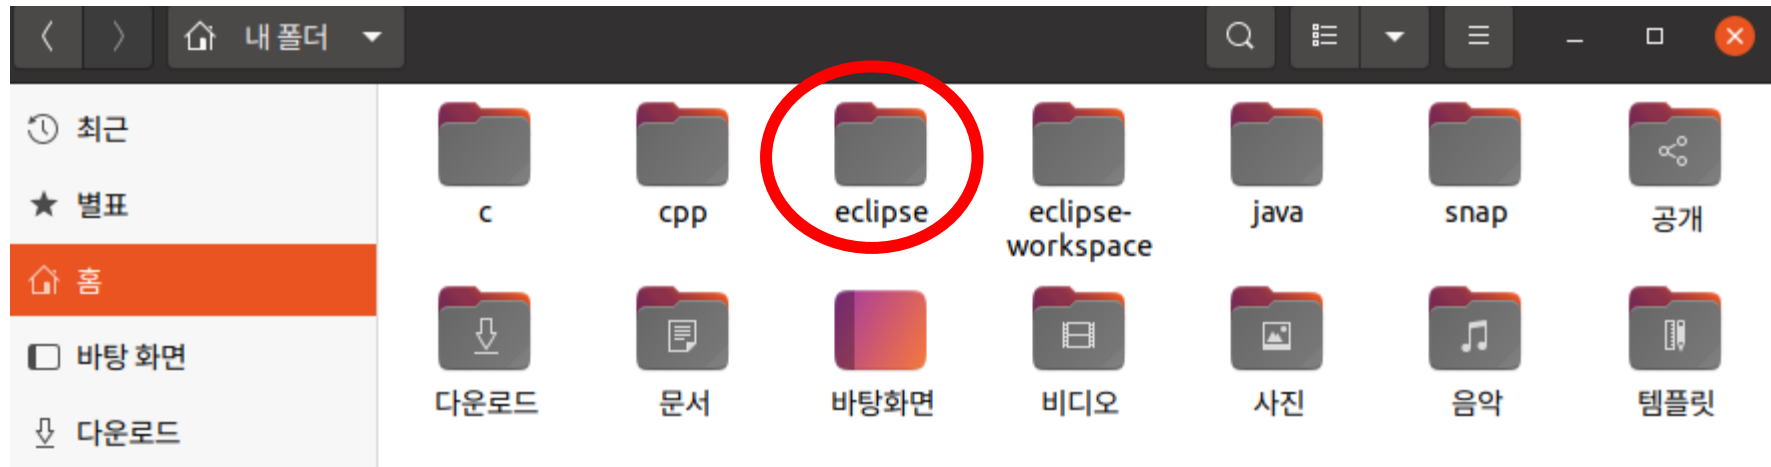 내 폴더
최근
별표
홈
바탕 화면
다운로드
c
cpp
eclipse
eclipse-
workspace
java
snap
공개
다운로드
문서
바탕화면
비디오
사진
음악
템플릿